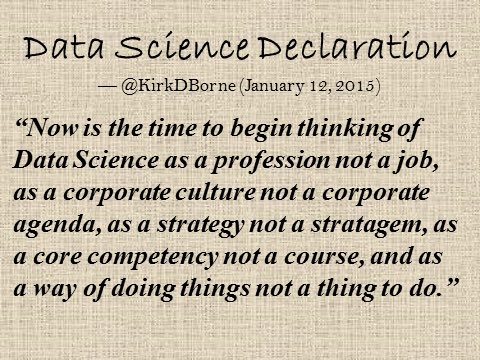 Data Science Declaration
— @KirkDBorne (January 12, 2015)
“Now is the time to begin thinking of
Data Science as a profession not a job,
as a corporate culture not a corporate
agenda, as a strategy not a stratagem, as
a core competency not a course, and as
a way of doing things not a thing to do.”